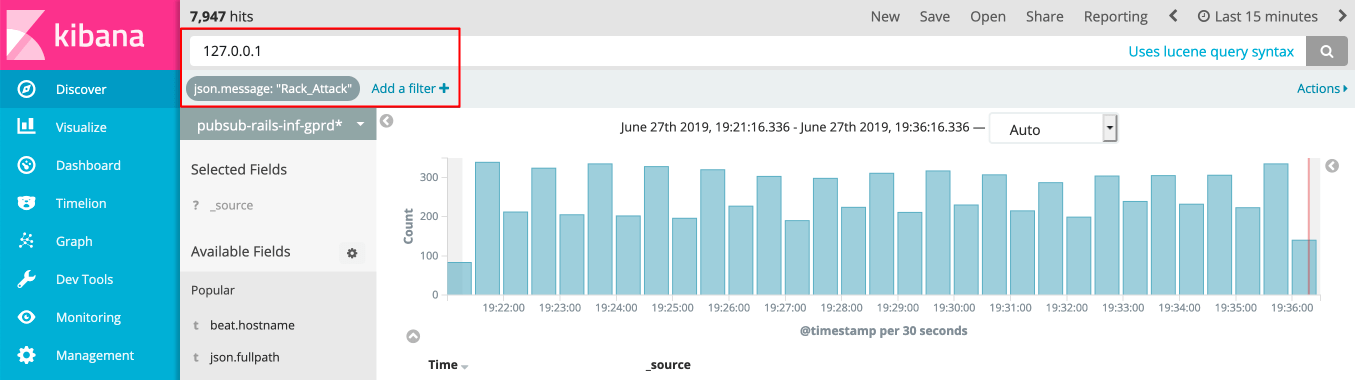 kibana
Discover
Visualize
Dashboard
Timelion
Graph
Dev Tools
Monitoring
Management
7,947 hits
New Save Open Share Reporting Last 15 minutes
127.0.0.1
Uses lucene query syntax
json.message: "Rack_Attack" Add a filter
Actions
pubsub-rails-inf-gprd*
Selected Fields
? _source
Available Fields
Popular
t beat.hostname
t json.fullpath
June 27th 2019, 19:21:16.336 - June 27th 2019, 19:36:16.336 — Auto
Count
300
200
100
0
19:22:00 19:23:00 19:24:00 19:25:00 19:26:00 19:27:00 19:28:00 19:29:00 19:30:00 19:31:00 19:32:00 19:33:00 19:34:00 19:35:00 19:36:00
@timestamp per 30 seconds
Time _source